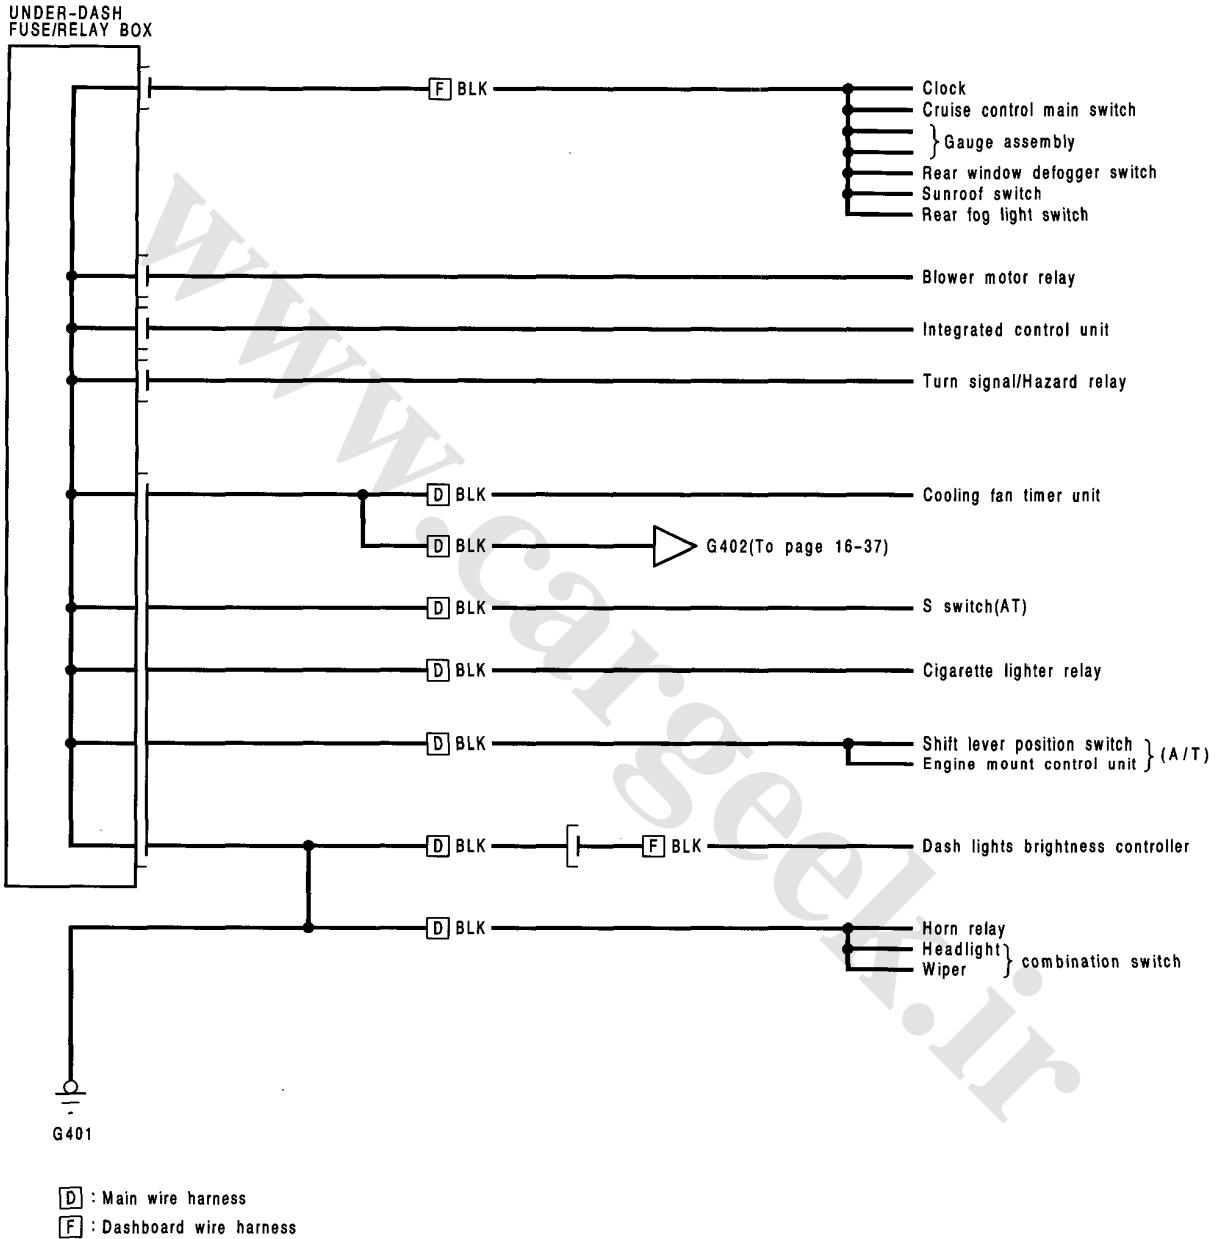 UNDER-DASH
FUSE/RELAY BOX
F BLK
Clock
Cruise control main switch
Gauge assembly
Rear window defogger switch
Sunroof switch
Rear fog light switch
Blower motor relay
Integrated control unit
Turn signal/Hazard relay
D BLK
Cooling fan timer unit
D BLK
G402(To page 16-37)
D BLK
S switch(AT)
D BLK
Cigarette lighter relay
D BLK
Shift lever position switch
Engine mount control unit
(A/T)
D BLK
F BLK
Dash lights brightness controller
D BLK
Horn relay
Headlight
Wiper
combination switch
G401
D : Main wire harness
F : Dashboard wire harness
www.cargeek.ir